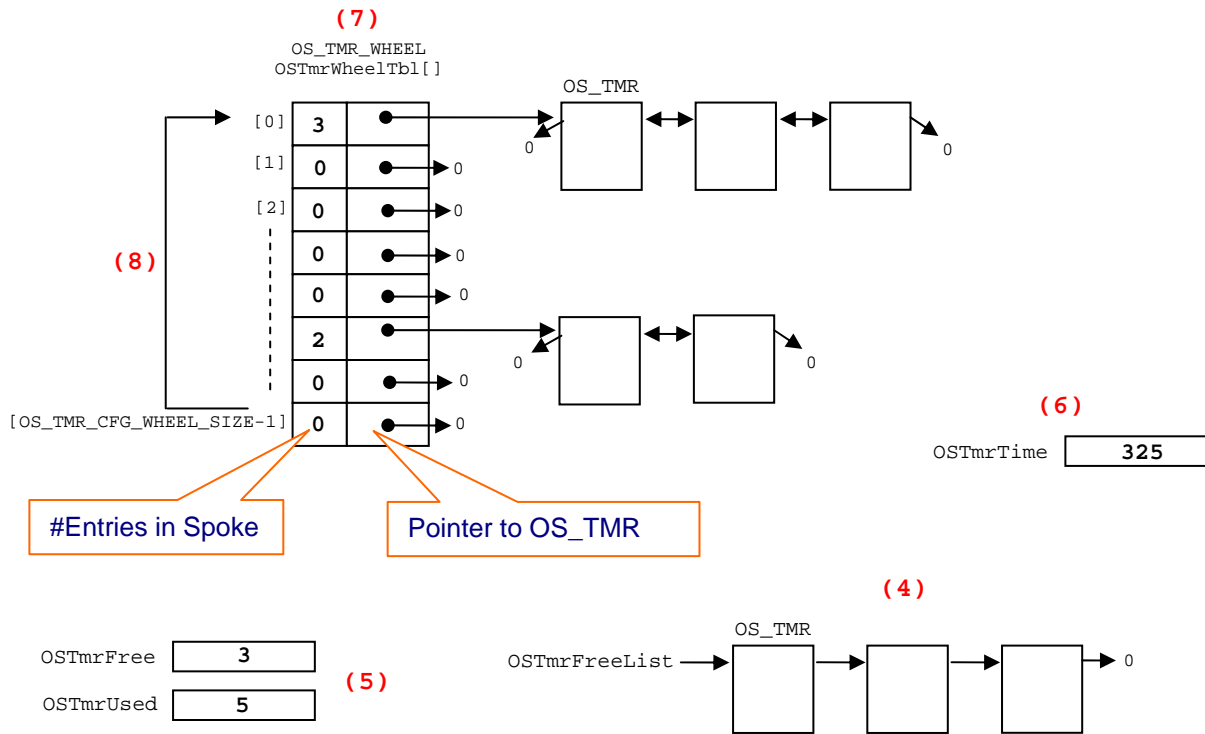 (7)
OS_TMR_WHEEL
OSTmrWheelTbl[]
OS_TMR
[0] 3
0 0
[1] 0 0
[2] 0 0
(8)
0 0
0 0
2
0 0
0 0
[OS_TMR_CFG_WHEEL_SIZE-1] 0 0
(6)
OSTmrTime 325
#Entries in Spoke
Pointer to OS_TMR
(4)
OS_TMR
OSTmrFree 3
OSTmrFreeList 0
(5)
OSTmrUsed 5